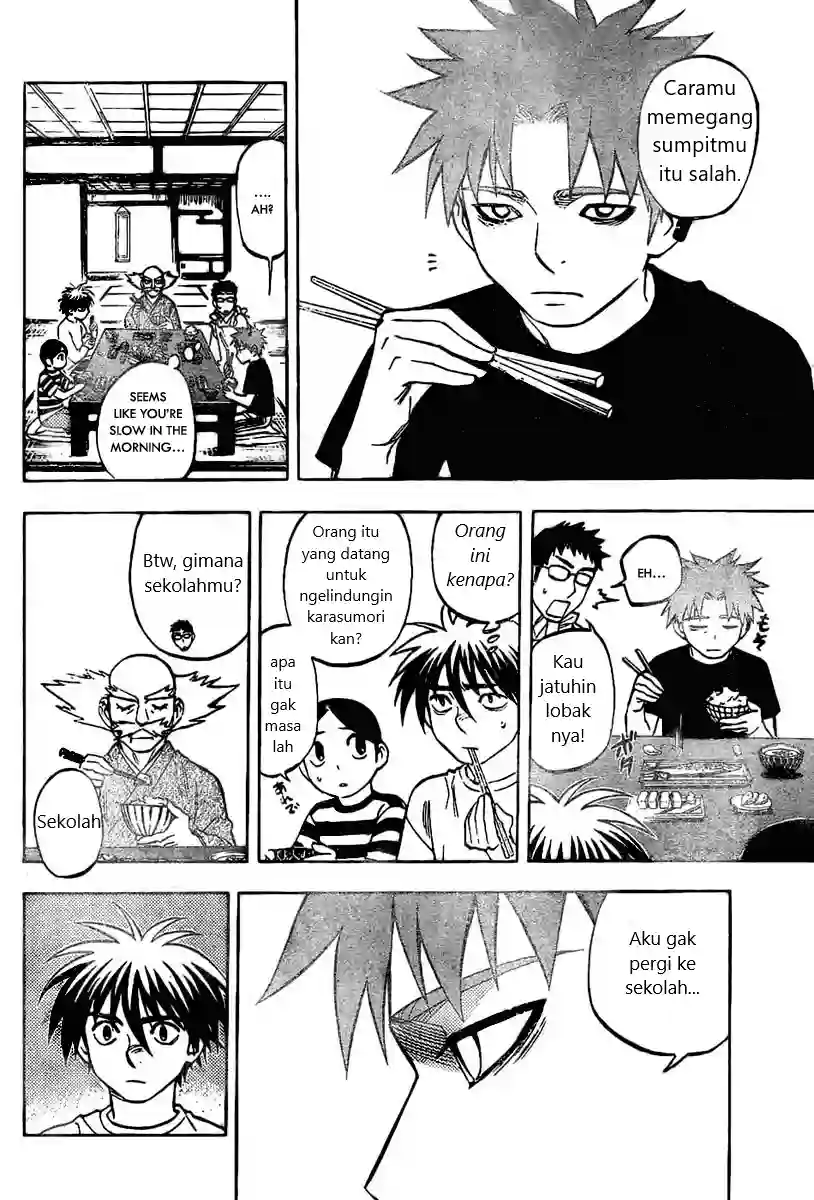 Caramu
memegang
sumpitmu
itu salah.
....
AH?
SEEMS
LIKE YOU'RE
SLOW IN THE
MORNING...
EH...
Kau
jatuhin
lobak
nya!
ボタ
Orang
ini
kenapa?
Orang itu
yang datang
untuk
ngelindungin
karasumori
kan?
apa
itu
gak
masa
lah
Btw, gimana
sekolahmu?
Sekolah
Aku gak
pergi ke
sekolah...